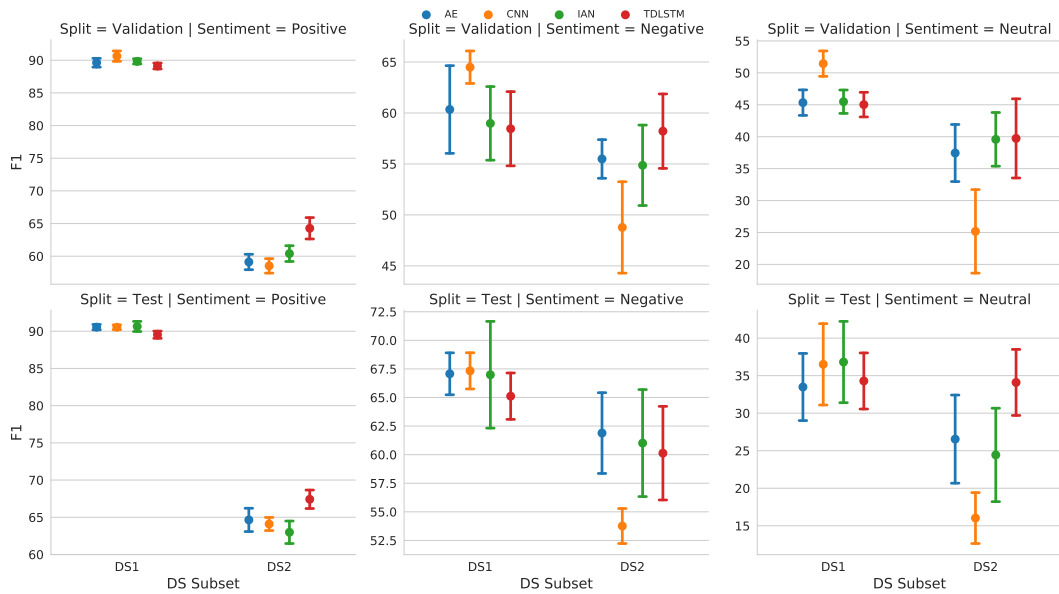 AE CNN IAN TDLSTM
Split = Validation | Sentiment = Positive
Split = Validation | Sentiment = Negative
Split = Validation | Sentiment = Neutral
90
85
80
75
70
65
60
F1
65
60
55
50
45
55
50
45
40
35
30
25
20
Split = Test | Sentiment = Positive
Split = Test | Sentiment = Negative
Split = Test | Sentiment = Neutral
90
85
80
75
70
65
60
F1
DS1 DS2
DS Subset
72.5
70.0
67.5
65.0
62.5
60.0
57.5
55.0
52.5
DS1 DS2
DS Subset
40
35
30
25
20
15
DS1 DS2
DS Subset